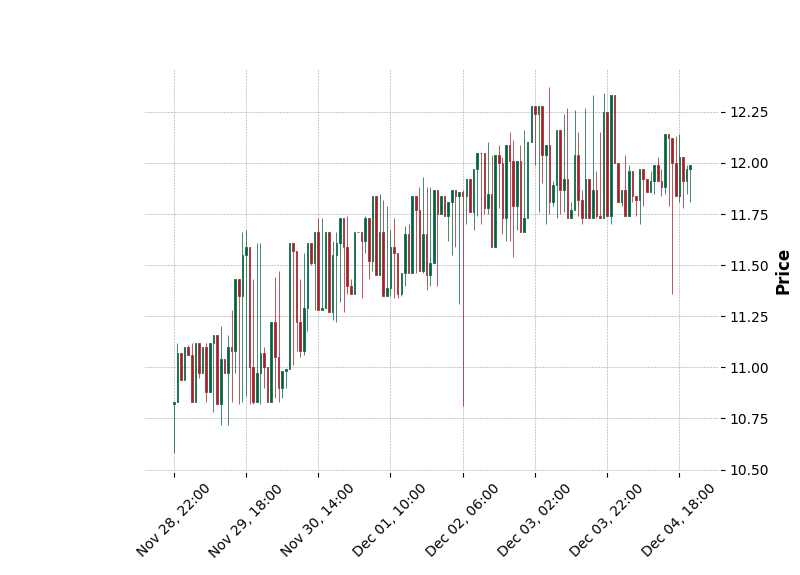 12.25
12.00
11.75
11.50
11.25
11.00
10.75
10.50
Price
Nov 28, 22:00
Nov 29, 18:00
Nov 30, 14:00
Dec 01, 10:00
Dec 02, 06:00
Dec 03, 02:00
Dec 03, 22:00
Dec 04, 18:00